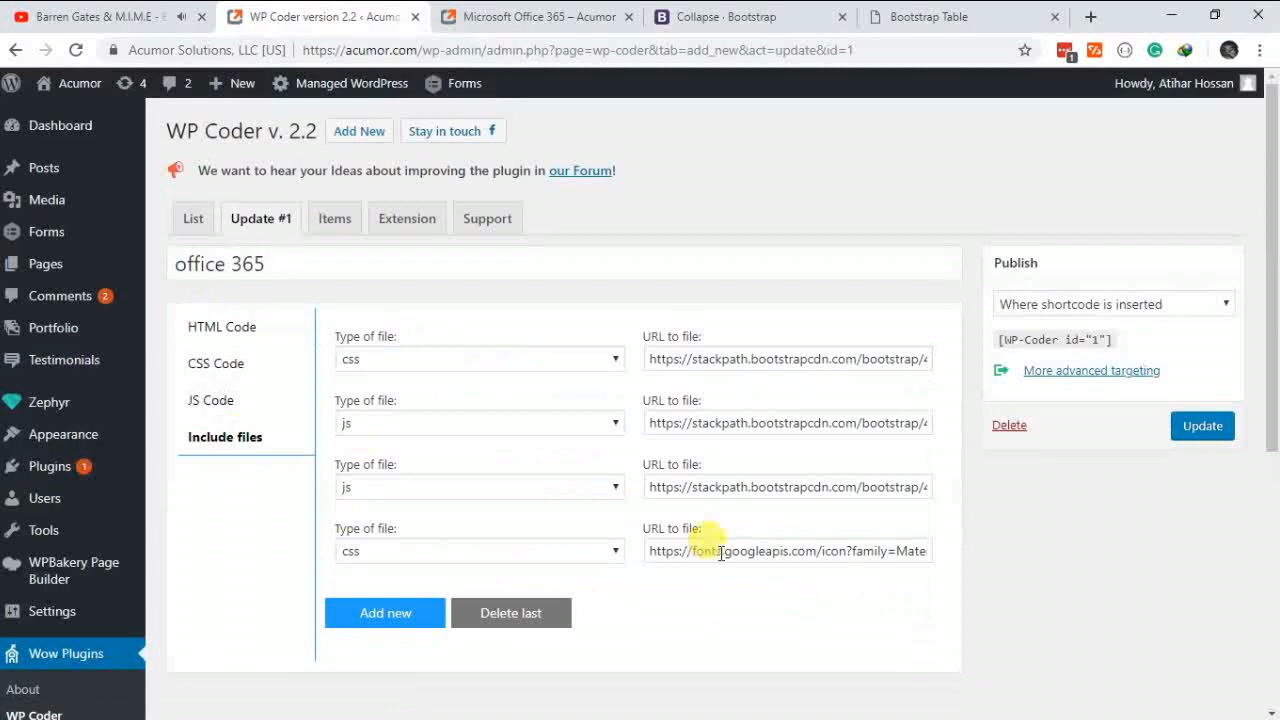 Barren Gates & M.I.M.E - E
WP Coder version 2.2 ‹ Acumor
Microsoft Office 365 – Acumor
Collapse · Bootstrap
Bootstrap Table
Acumor Solutions, LLC [US]
https://acumor.com/wp-admin/admin.php?page=wp-coder&tab=add_new&act=update&id=1
1
Acumor
4
2
New
Managed WordPress
Forms
Howdy, Atihar Hossan
Dashboard
Posts
Media
Forms
Pages
Comments 2
Portfolio
Testimonials
Zephyr
Appearance
Plugins 1
Users
Tools
WPBakery Page
Builder
Settings
Wow Plugins
About
WP Coder
WP Coder v. 2.2
Add New
Stay in touch
We want to hear your Ideas about improving the plugin in our Forum!
List
Update #1
Items
Extension
Support
office 365
HTML Code
CSS Code
JS Code
Include files
Type of file:
URL to file:
css
https://stackpath.bootstrapcdn.com/bootstrap/4
Type of file:
URL to file:
js
https://stackpath.bootstrapcdn.com/bootstrap/4
Type of file:
URL to file:
js
https://stackpath.bootstrapcdn.com/bootstrap/4
Type of file:
URL to file:
css
https://fonts.googleapis.com/icon?family=Mate
Add new
Delete last
Publish
Where shortcode is inserted
[WP-Coder id="1"]
More advanced targeting
Delete
Update